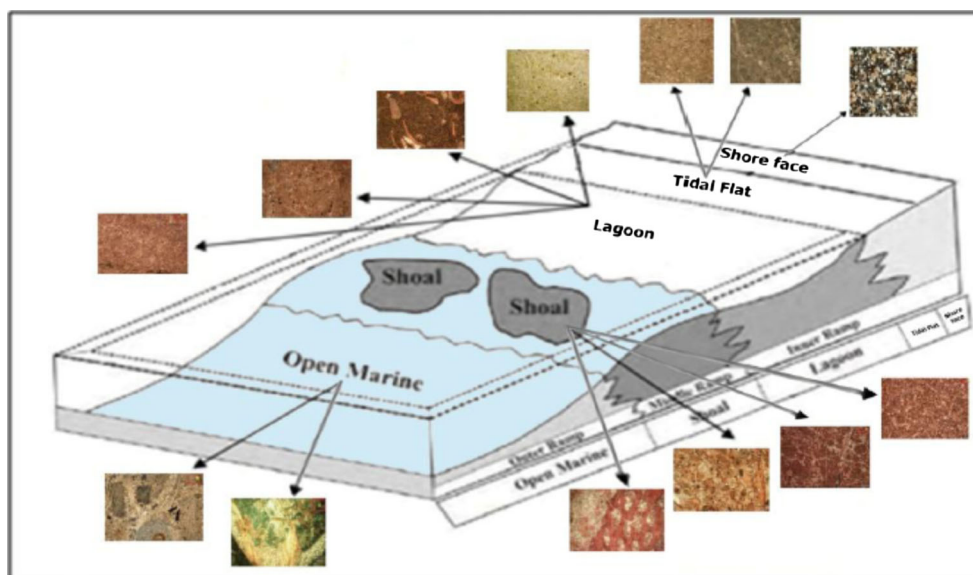 Shore face
Tidal Flat
Lagoon
Shoal
Shoal
Open Marine
Outer Ramp
Middle Ramp
Inner Ramp
Open Marine
Shoal
Lagoon
Tidal Flat
Shore
face